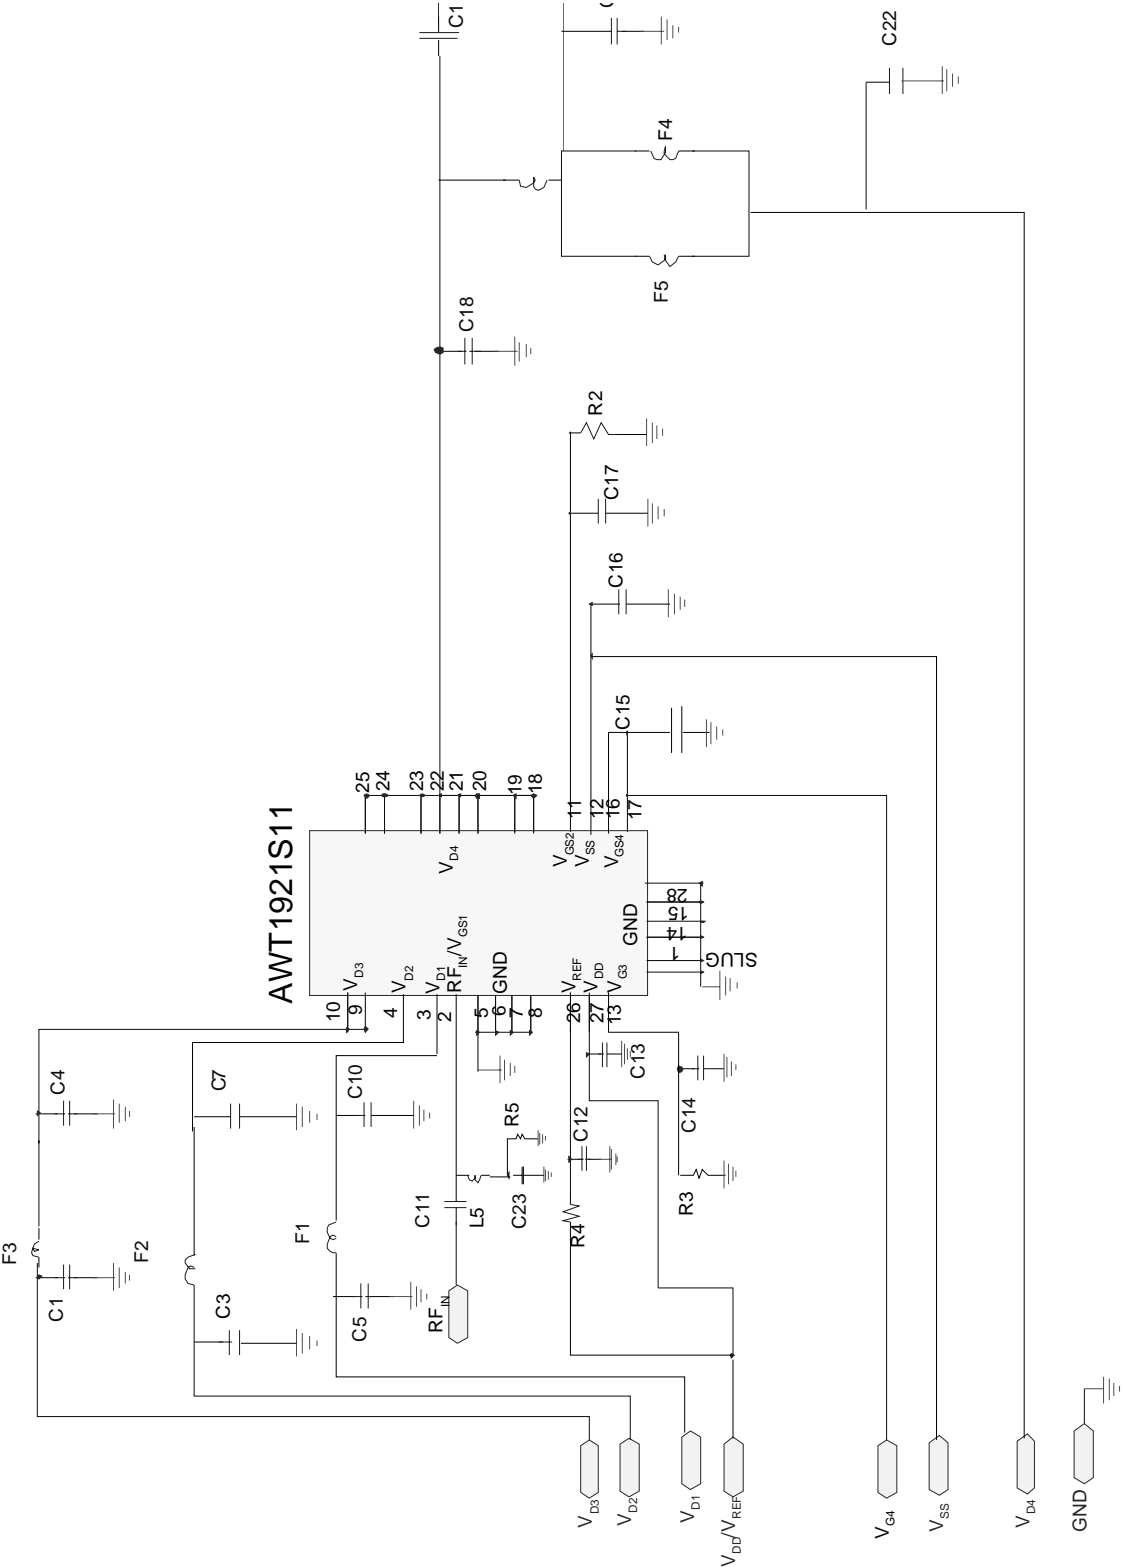 C1
C22
F4
F5
C18
R2
C17
C16
C15
AWT1921S11
25
24
23
22
21
20
19
18
11
12
16
17
VD4
VGS2
VSS
VGS4
VD3
VD2
VD1
RFIN/VGS1
GND
VREF
VDD
VG3
GND
28
15
14
1
SLUG
10
9
4
3
2
5
6
7
8
26
27
13
C4
C7
C10
C13
R5
C12
C14
F3
F2
F1
C11
L5
C23
R4
R3
C1
C3
C5
RFIN
VD3
VD2
VD1
VDD/VREF
VG4
VSS
VD4
GND